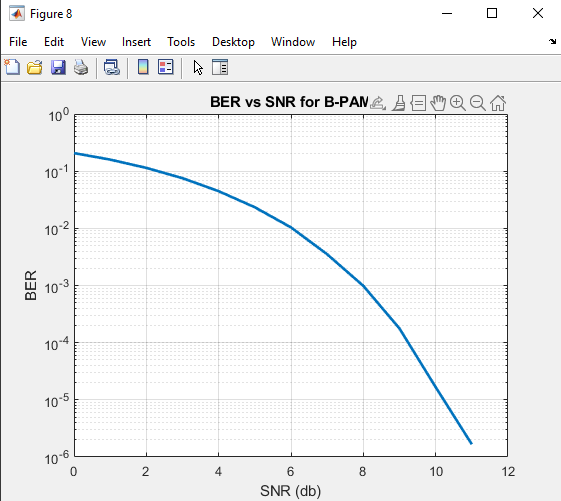 Figure 8
File Edit View Insert Tools Desktop Window Help
BER vs SNR for B-PAM
10^0
10^-1
10^-2
10^-3
10^-4
10^-5
10^-6
BER
0 2 4 6 8 10 12
SNR (db)